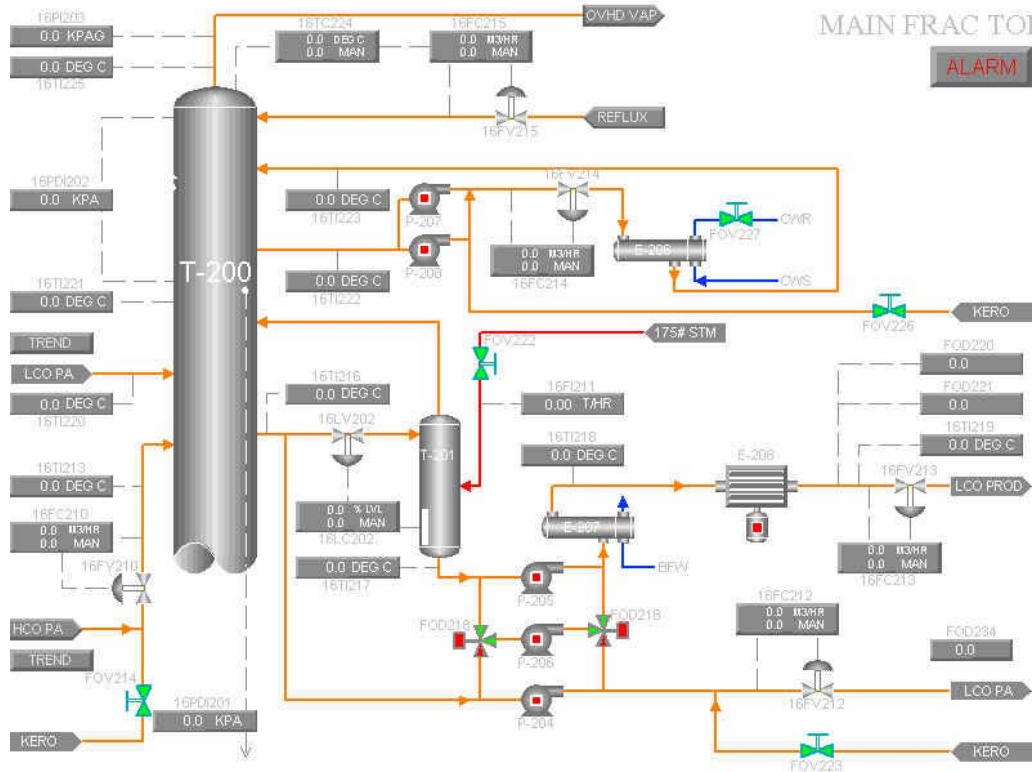 16PI203
0.0 KPAG
0.0 DEG C
16TI225
16TC224
0.0 DEG C
0.0 MAN
16FC215
0.0 M3/HR
0.0 MAN
OVHD VAP
MAIN FRAC TO
ALARM
REFLUX
16FV215
16PDI202
0.0 KPA
0.0 DEG C
16TI223
P-207
P-208
16FV214
0.0 M3/HR
0.0 MAN
16FC214
E-206
FOV227
CWR
CWS
T-200
16TI221
0.0 DEG C
0.0 DEG C
16TI222
FOV226
KERO
TREND
LCO PA
0.0 DEG C
16TI220
FOV222
175# STM
16TI216
0.0 DEG C
16LV202
T-201
16FI211
0.00 T/HR
FOD220
0.0
FOD221
0.0
16TI219
0.0 DEG C
16TI218
0.0 DEG C
E-208
16FV213
LCO PROD
16TI213
0.0 DEG C
16FC210
0.0 M3/HR
0.0 MAN
16FV210
0.0 % LVL
0.0 MAN
16LC202
0.0 DEG C
16TI217
E-207
BFW
0.0 M3/HR
0.0 MAN
16FC213
P-205
HCO PA
TREND
FOD218
P-206
FOD218
16FC212
0.0 M3/HR
0.0 MAN
FOD234
0.0
FOV214
16PDI201
0.0 KPA
P-204
16FV212
LCO PA
KERO
FOV223
KERO